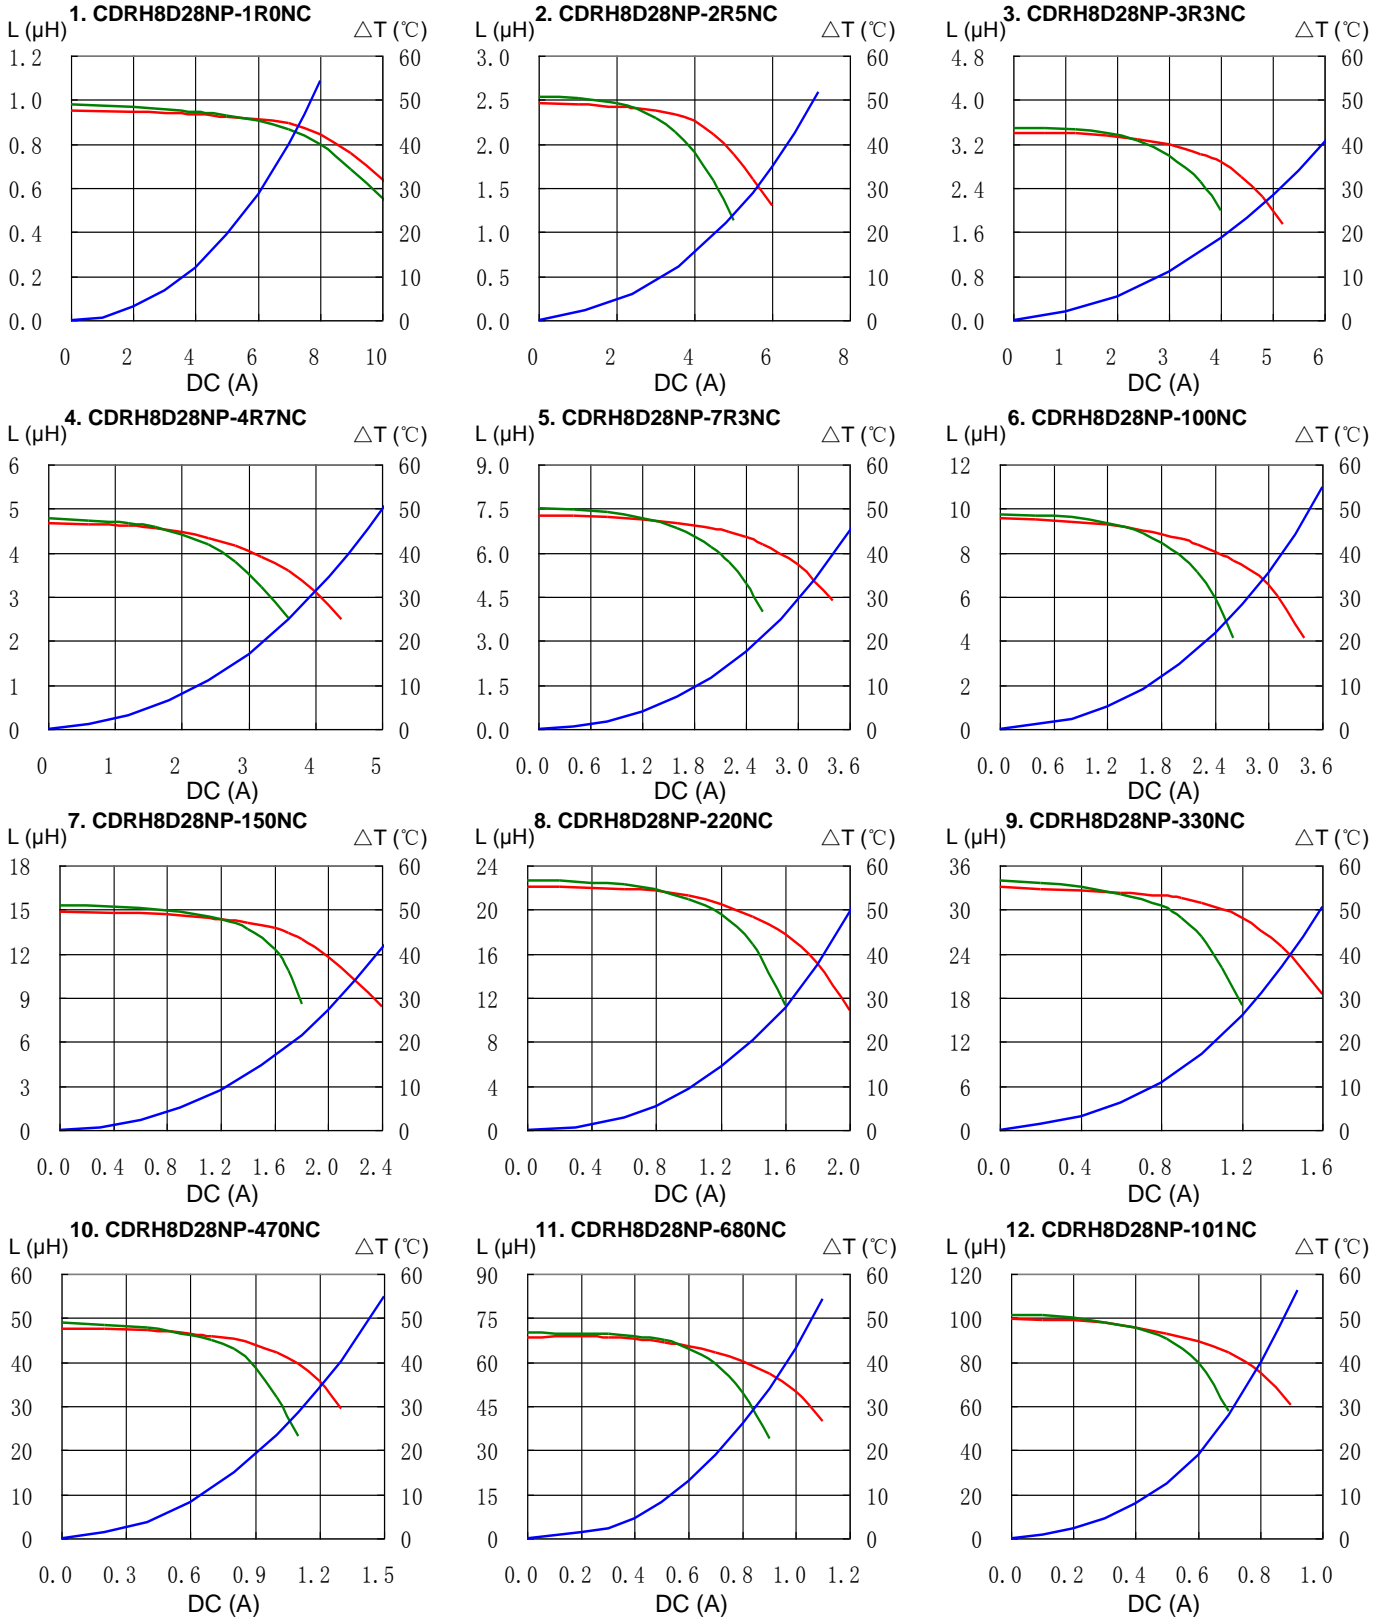 1. CDRH8D28NP-1R0NC
L (μH) △T (℃)
1.2 60
1.0 50
0.8 40
0.6 30
0.4 20
0.2 10
0.0 0
0 2 4 6 8 10
DC (A)
2. CDRH8D28NP-2R5NC
L (μH) △T (℃)
3.0 60
2.5 50
2.0 40
1.5 30
1.0 20
0.5 10
0.0 0
0 2 4 6 8
DC (A)
3. CDRH8D28NP-3R3NC
L (μH) △T (℃)
4.8 60
4.0 50
3.2 40
2.4 30
1.6 20
0.8 10
0.0 0
0 1 2 3 4 5 6
DC (A)
4. CDRH8D28NP-4R7NC
L (μH) △T (℃)
6 60
5 50
4 40
3 30
2 20
1 10
0 0
0 1 2 3 4 5
DC (A)
5. CDRH8D28NP-7R3NC
L (μH) △T (℃)
9.0 60
7.5 50
6.0 40
4.5 30
3.0 20
1.5 10
0.0 0
0.0 0.6 1.2 1.8 2.4 3.0 3.6
DC (A)
6. CDRH8D28NP-100NC
L (μH) △T (℃)
12 60
10 50
8 40
6 30
4 20
2 10
0 0
0.0 0.6 1.2 1.8 2.4 3.0 3.6
DC (A)
7. CDRH8D28NP-150NC
L (μH) △T (℃)
18 60
15 50
12 40
9 30
6 20
3 10
0 0
0.0 0.4 0.8 1.2 1.6 2.0 2.4
DC (A)
8. CDRH8D28NP-220NC
L (μH) △T (℃)
24 60
20 50
16 40
12 30
8 20
4 10
0 0
0.0 0.4 0.8 1.2 1.6 2.0
DC (A)
9. CDRH8D28NP-330NC
L (μH) △T (℃)
36 60
30 50
24 40
18 30
12 20
6 10
0 0
0.0 0.4 0.8 1.2 1.6
DC (A)
10. CDRH8D28NP-470NC
L (μH) △T (℃)
60 60
50 50
40 40
30 30
20 20
10 10
0 0
0.0 0.3 0.6 0.9 1.2 1.5
DC (A)
11. CDRH8D28NP-680NC
L (μH) △T (℃)
90 60
75 50
60 40
45 30
30 20
15 10
0 0
0.0 0.2 0.4 0.6 0.8 1.0 1.2
DC (A)
12. CDRH8D28NP-101NC
L (μH) △T (℃)
120 60
100 50
80 40
60 30
40 20
20 10
0 0
0.0 0.2 0.4 0.6 0.8 1.0
DC (A)